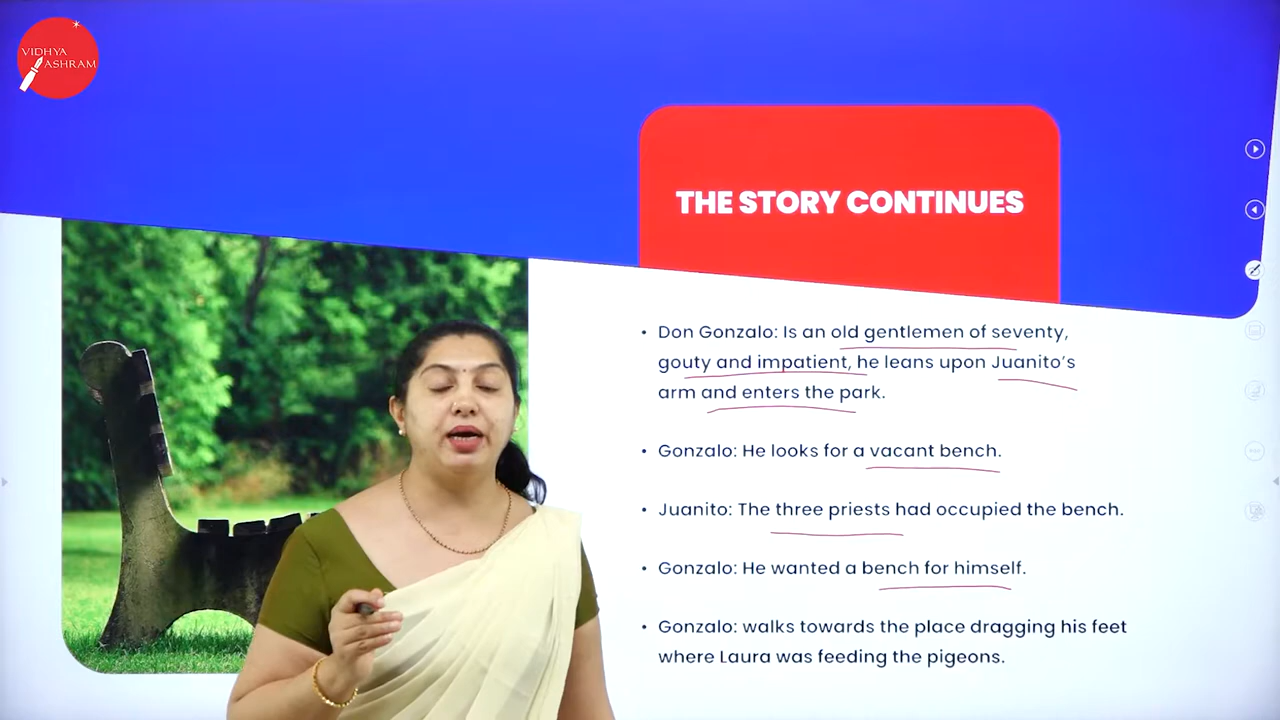 VIDHYA
ASHRAM
THE STORY CONTINUES
• Don Gonzalo: Is an old gentlemen of seventy,
gouty and impatient, he leans upon Juanito's
arm and enters the park.
• Gonzalo: He looks for a vacant bench.
• Juanito: The three priests had occupied the bench.
• Gonzalo: He wanted a bench for himself.
• Gonzalo: walks towards the place dragging his feet
where Laura was feeding the pigeons.